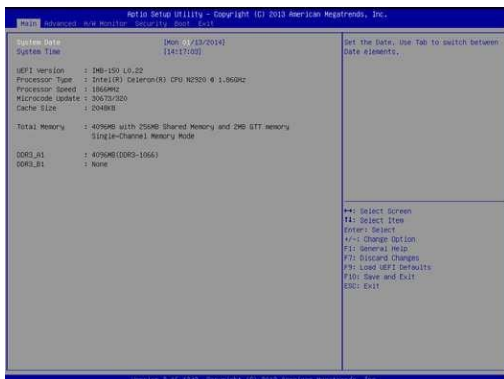 Aptio Setup Utility - Copyright (C) 2013 American Megatrends, Inc.
Main Advanced H/W Monitor Security Boot Exit
System Date [Mon 01/13/2014]
System Time [14:17:03]
UEFI Version : IMB-150 L0.22
Processor Type : Intel(R) Celeron(R) CPU N2920 @ 1.86GHz
Processor Speed : 1866MHz
Microcode Update : 30673/320
Cache Size : 2048KB
Total Memory : 4096MB with 256MB Shared Memory and 2MB GTT memory
Single-Channel Memory Mode
DDR3_A1 : 4096MB(DDR3-1066)
DDR3_B1 : None
Set the Date. Use Tab to switch between
Date elements.
↔: Select Screen
↑↓: Select Item
Enter: Select
+/-: Change Option
F1: General Help
F7: Discard Changes
F9: Load UEFI Defaults
F10: Save and Exit
ESC: Exit